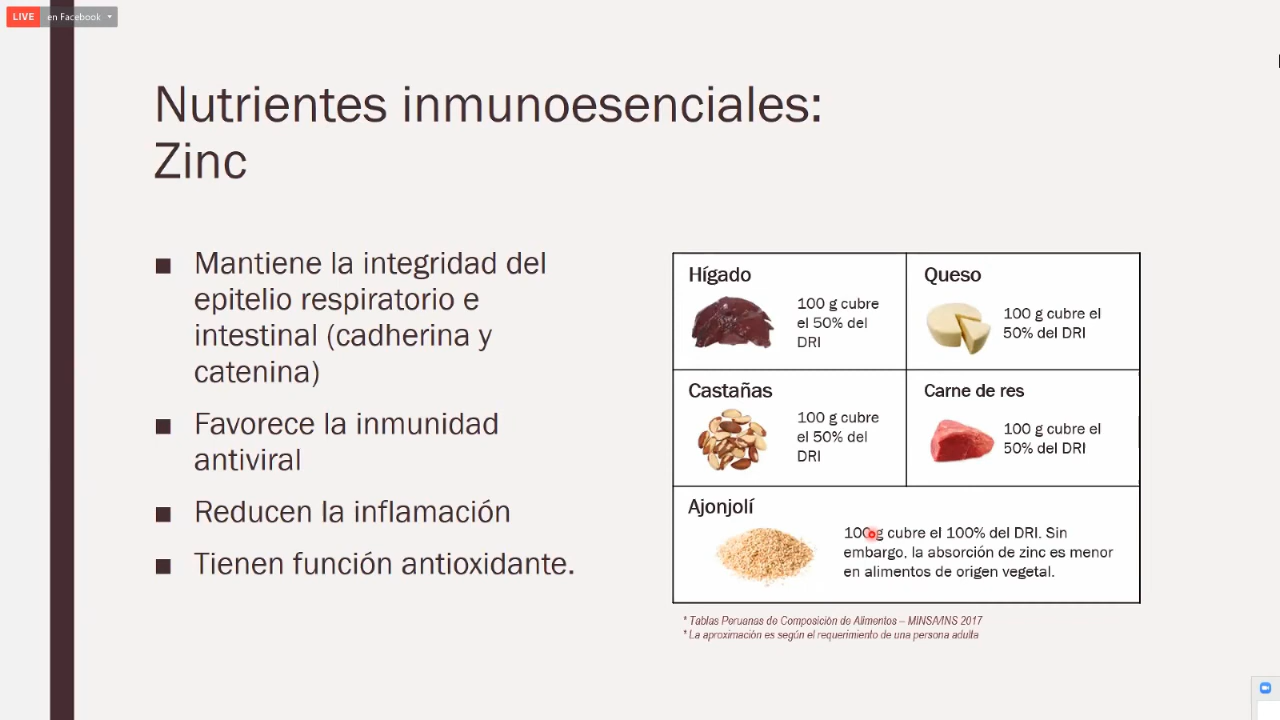 LIVE en Facebook
Nutrientes inmunoesenciales:
Zinc
■ Mantiene la integridad del
epitelio respiratorio e
intestinal (cadherina y
catenina)
■ Favorece la inmunidad
antiviral
■ Reducen la inflamación
■ Tienen función antioxidante.
Hígado
100 g cubre
el 50% del
DRI
Queso
100 g cubre el
50% del DRI
Castañas
100 g cubre
el 50% del
DRI
Carne de res
100 g cubre el
50% del DRI
Ajonjolí
100 g cubre el 100% del DRI. Sin
embargo, la absorción de zinc es menor
en alimentos de origen vegetal.
* Tablas Peruanas de Composición de Alimentos – MINSA/INS 2017
* La aproximación es según el requerimiento de una persona adulta